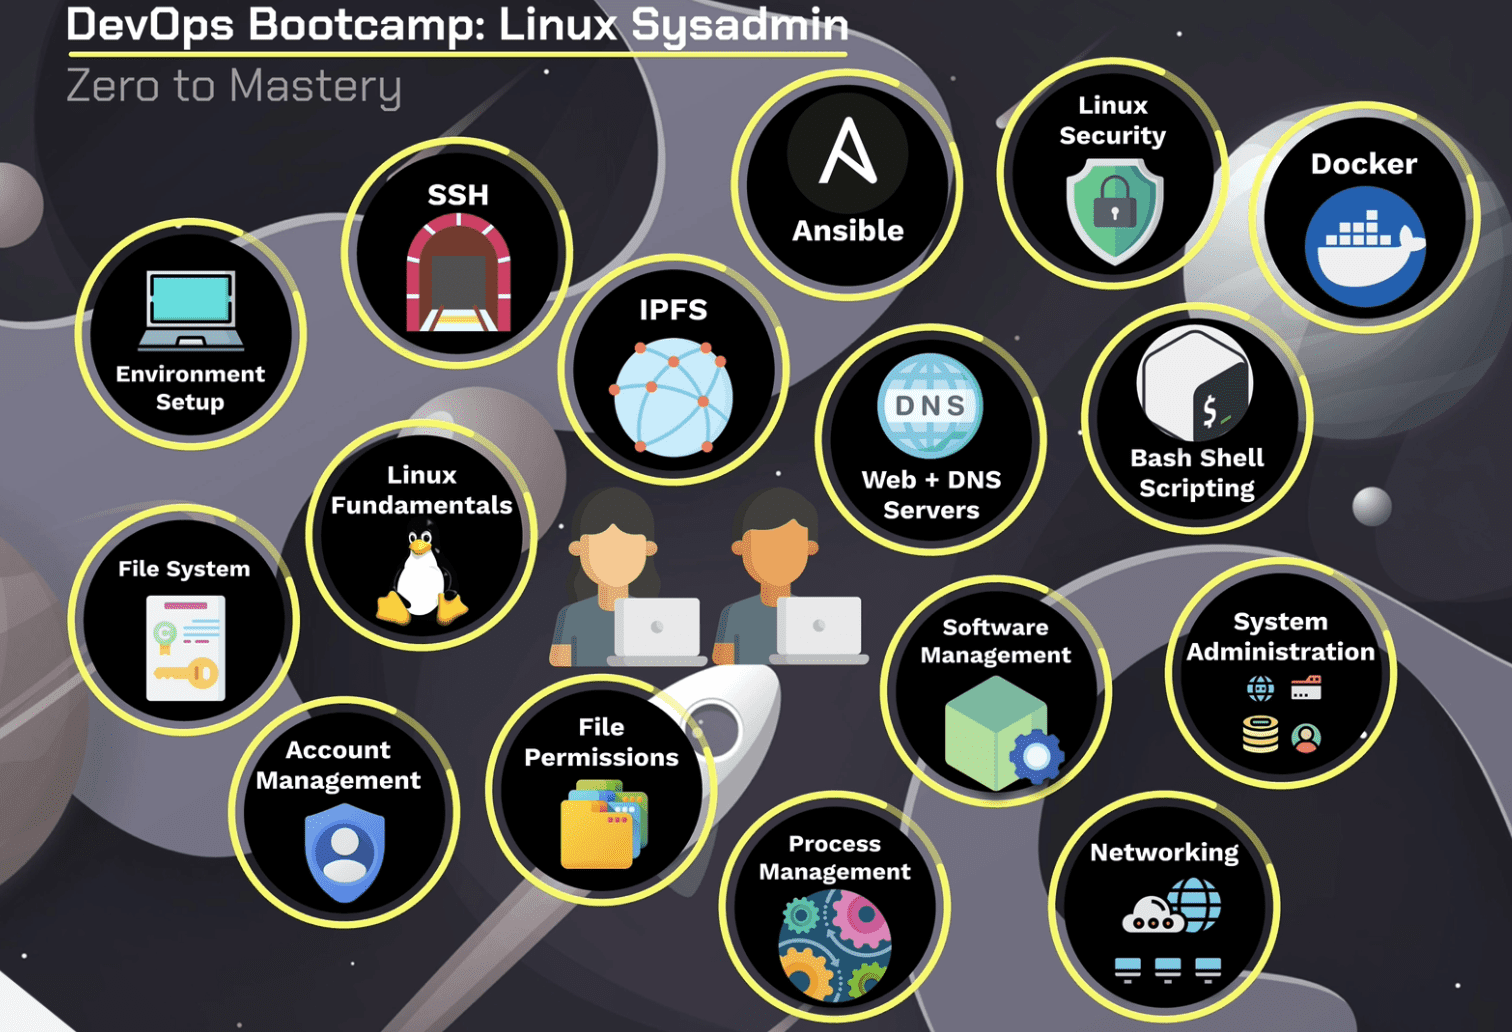 DevOps Bootcamp: Linux Sysadmin
Zero to Mastery
SSH
Ansible
Linux
Security
Docker
Environment
Setup
IPFS
DNS
Web + DNS
Servers
$_
Bash Shell
Scripting
Linux
Fundamentals
File System
C
Software
Management
System
Administration
Account
Management
File
Permissions
Process
Management
Networking